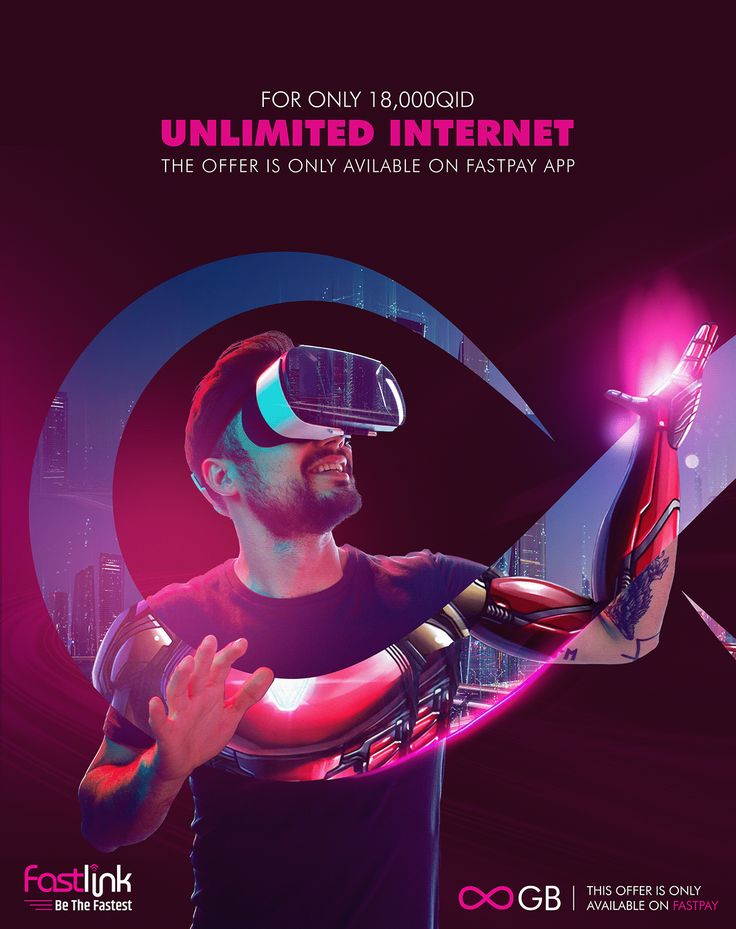 FOR ONLY 18,000QID
UNLIMITED INTERNET
THE OFFER IS ONLY AVILABLE ON FASTPAY APP
fastlink
Be The Fastest
∞GB
THIS OFFER IS ONLY
AVAILABLE ON FASTPAY